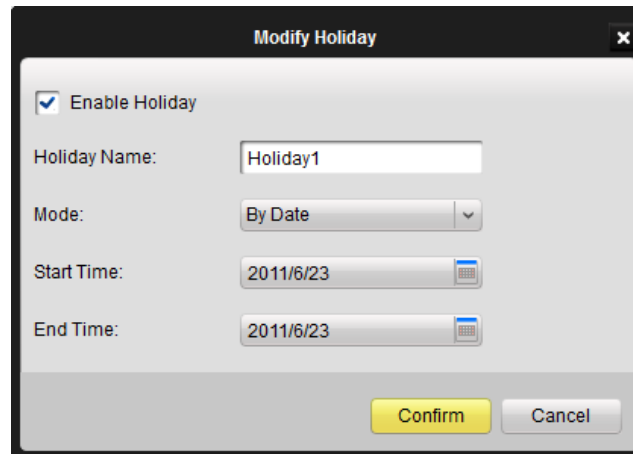 Modify Holiday
Enable Holiday
Holiday Name: Holiday1
Mode: By Date
Start Time: 2011/6/23
End Time: 2011/6/23
Confirm Cancel